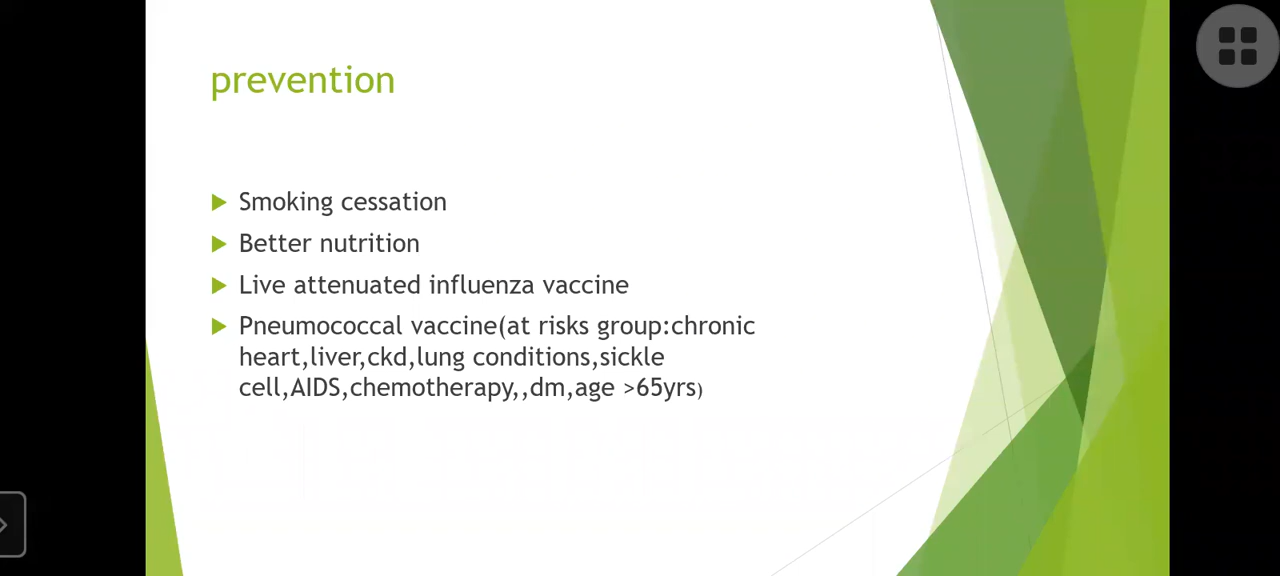 prevention
Smoking cessation
Better nutrition
Live attenuated influenza vaccine
Pneumococcal vaccine(at risks group:chronic
heart,liver,ckd,lung conditions,sickle
cell,AIDS,chemotherapy,,dm,age >65yrs)